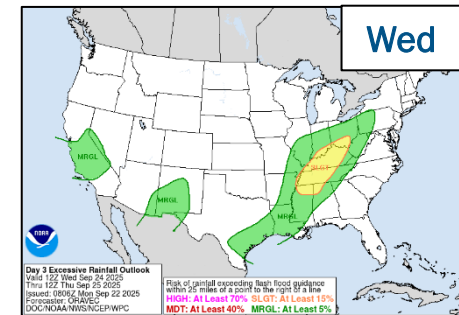 Wed
MRGL
MRGL
SLGT
MRGL
NOAA
Day 3 Excessive Rainfall Outlook
Valid 12Z Wed Sep 24 2025
Thru 12Z Thu Sep 25 2025
Issued: 0806Z Mon Sep 22 2025
Forecaster: ORAVEC
DOC/NOAA/NWS/NCEP/WPC
Risk of rainfall exceeding flash flood guidance
within 25 miles of a point to the right of a line
HIGH: At Least 70% SLGT: At Least 15%
MDT: At Least 40% MRGL: At Least 5%